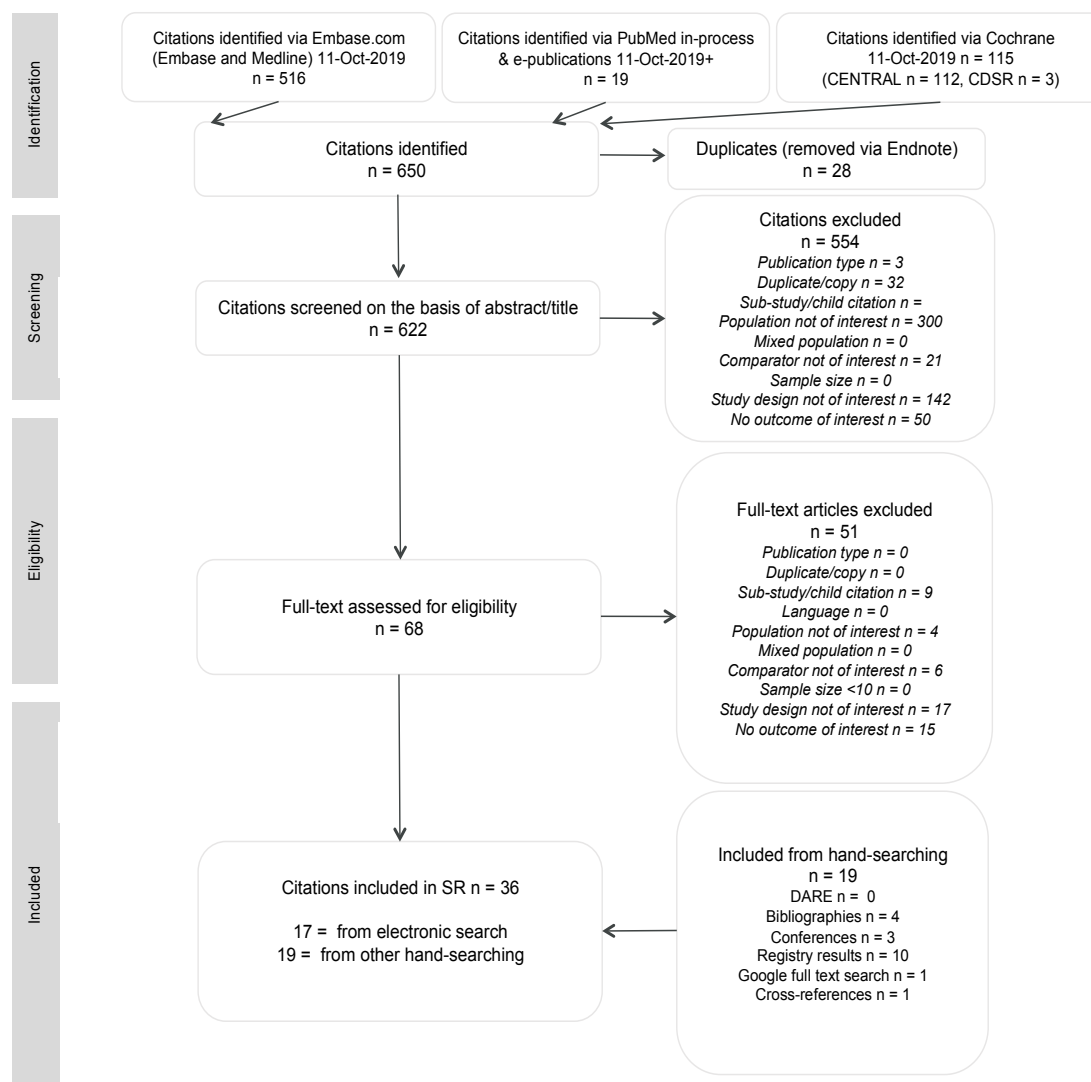 Identification
Citations identified via Embase.com
(Embase and Medline) 11-Oct-2019
n = 516
Citations identified via PubMed in-process
& e-publications 11-Oct-2019+
n = 19
Citations identified via Cochrane
11-Oct-2019 n = 115
(CENTRAL n = 112, CDSR n = 3)
Citations identified
n = 650
Duplicates (removed via Endnote)
n = 28
Screening
Citations screened on the basis of abstract/title
n = 622
Citations excluded
n = 554
Publication type n = 3
Duplicate/copy n = 32
Sub-study/child citation n =
Population not of interest n = 300
Mixed population n = 0
Comparator not of interest n = 21
Sample size n = 0
Study design not of interest n = 142
No outcome of interest n = 50
Eligibility
Full-text assessed for eligibility
n = 68
Full-text articles excluded
n = 51
Publication type n = 0
Duplicate/copy n = 0
Sub-study/child citation n = 9
Language n = 0
Population not of interest n = 4
Mixed population n = 0
Comparator not of interest n = 6
Sample size <10 n = 0
Study design not of interest n = 17
No outcome of interest n = 15
Included
Citations included in SR n = 36
17 = from electronic search
19 = from other hand-searching
Included from hand-searching
n = 19
DARE n = 0
Bibliographies n = 4
Conferences n = 3
Registry results n = 10
Google full text search n = 1
Cross-references n = 1